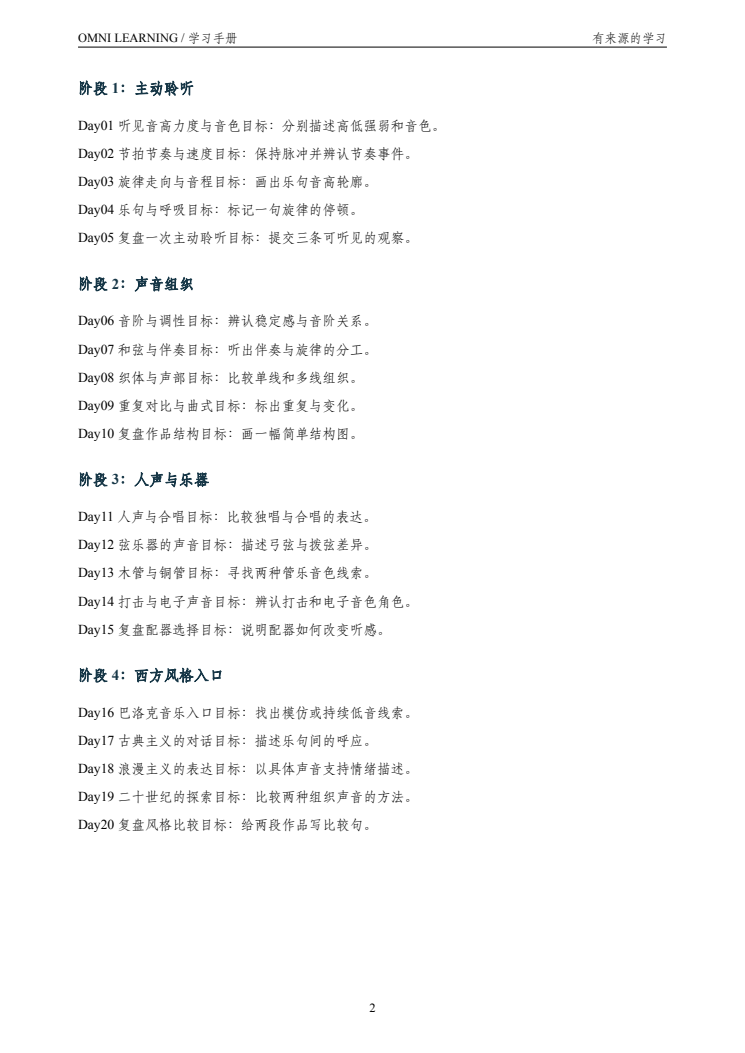 OMNI LEARNING / 学习手册 有来源的学习
阶段 1：主动聆听
Day01 听见音高力度与音色目标：分别描述高低强弱和音色。
Day02 节拍节奏与速度目标：保持脉冲并辨认节奏事件。
Day03 旋律走向与音程目标：画出乐句音高轮廓。
Day04 乐句与呼吸目标：标记一句旋律的停顿。
Day05 复盘一次主动聆听目标：提交三条可听见的观察。
阶段 2：声音组织
Day06 音阶与调性目标：辨认稳定感与音阶关系。
Day07 和弦与伴奏目标：听出伴奏与旋律的分工。
Day08 织体与声部目标：比较单线和多线组织。
Day09 重复对比与曲式目标：标出重复与变化。
Day10 复盘作品结构目标：画一幅简单结构图。
阶段 3：人声与乐器
Day11 人声与合唱目标：比较独唱与合唱的表达。
Day12 弦乐器的声音目标：描述弓弦与拨弦差异。
Day13 木管与铜管目标：寻找两种管乐音色线索。
Day14 打击与电子声音目标：辨认打击和电子音色角色。
Day15 复盘配器选择目标：说明配器如何改变听感。
阶段 4：西方风格入口
Day16 巴洛克音乐入口目标：找出模仿或持续低音线索。
Day17 古典主义的对话目标：描述乐句间的呼应。
Day18 浪漫主义的表达目标：以具体声音支持情绪描述。
Day19 二十世纪的探索目标：比较两种组织声音的方法。
Day20 复盘风格比较目标：给两段作品写比较句。
2